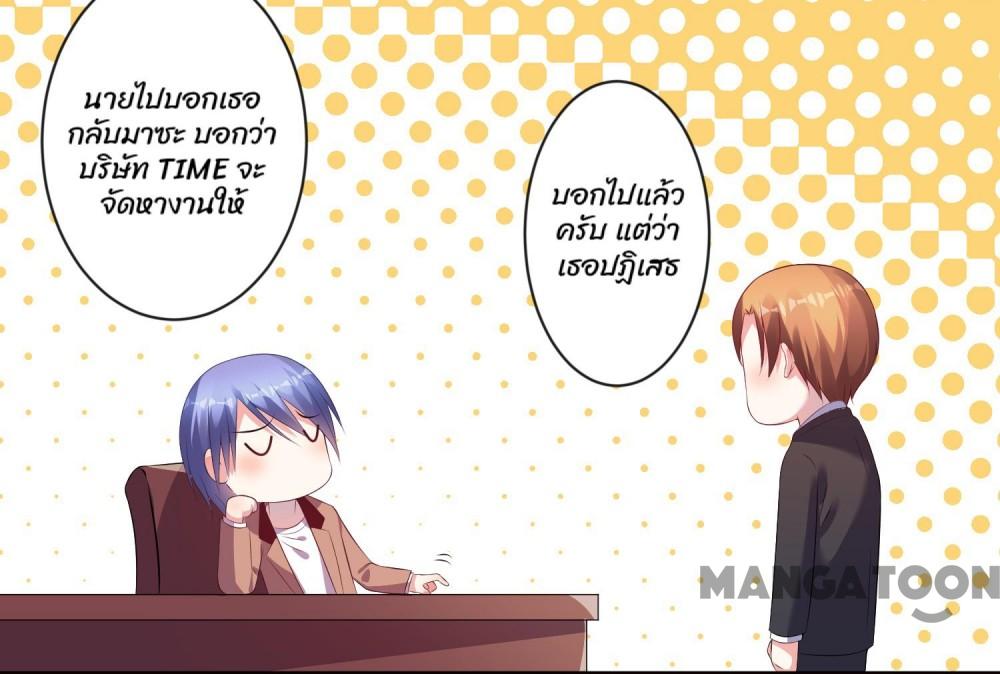 นายไปบอกเธอ
กลับมาซะ บอกว่า
บริษัท TIME จะ
จัดหางานให้
บอกไปแล้ว
ครับ แต่ว่า
เธอปฏิเสธ
MANGATOON